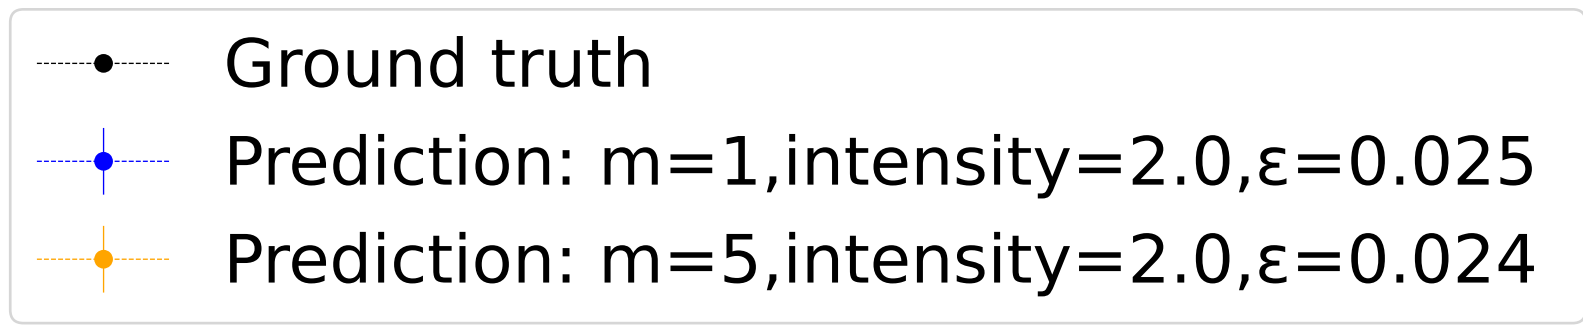 Ground truth
Prediction: m=1,intensity=2.0,ε=0.025
Prediction: m=5,intensity=2.0,ε=0.024